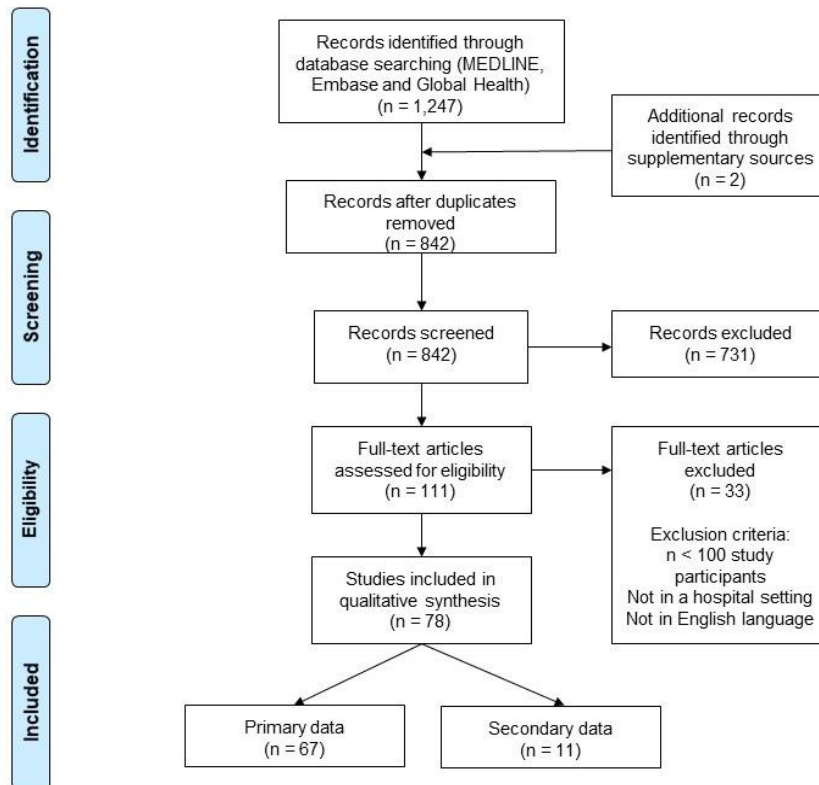 Identification
Records identified through
database searching (MEDLINE,
Embase and Global Health)
(n = 1,247)
Additional records
identified through
supplementary sources
(n = 2)
Records after duplicates
removed
(n = 842)
Screening
Records screened
(n = 842)
Records excluded
(n = 731)
Eligibility
Full-text articles
assessed for eligibility
(n = 111)
Full-text articles
excluded
(n = 33)
Exclusion criteria:
n < 100 study
participants
Not in a hospital setting
Not in English language
Studies included in
qualitative synthesis
(n = 78)
Included
Primary data
(n = 67)
Secondary data
(n = 11)